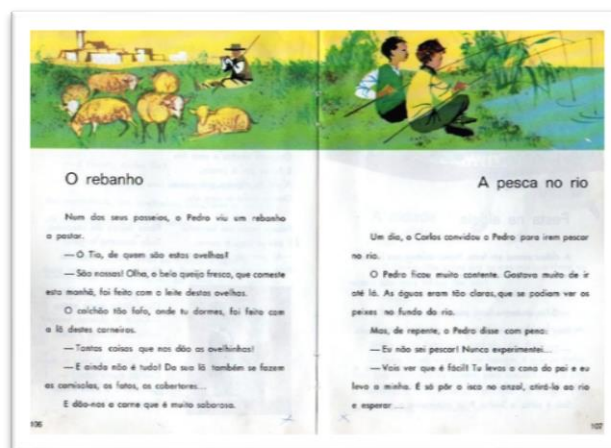 O rebanho
Num dos seus passeios, o Pedro viu um rebanho
a pastar.
— Ó Tio, de quem são estas ovelhas?
— São nossas! Olha, o belo queijo fresco, que comeste
esta manhã, foi feito com o leite destas ovelhas.
O colchão tão fofo, onde tu dormes, foi feito com
a lã destes carneiros.
— Tantas coisas que nos dão as ovelhinhas!
— E ainda não é tudo! Da sua lã também se fazem
as camisolas, os fatos, os cobertores...
E dão-nos a carne que é muito saborosa.
106
A pesca no rio
Um dia, o Carlos convidou o Pedro para irem pescar
no rio.
O Pedro ficou muito contente. Gostava muito de ir
até lá. As águas eram tão claras, que se podiam ver os
peixes no fundo do rio.
Mas, de repente, o Pedro disse com pena:
— Eu não sei pescar! Nunca experimentei...
— Vais ver que é fácil! Tu levas a cana do pai e eu
levo a minha. É só pôr a isca no anzol, atirá-lo ao rio
e esperar...
107